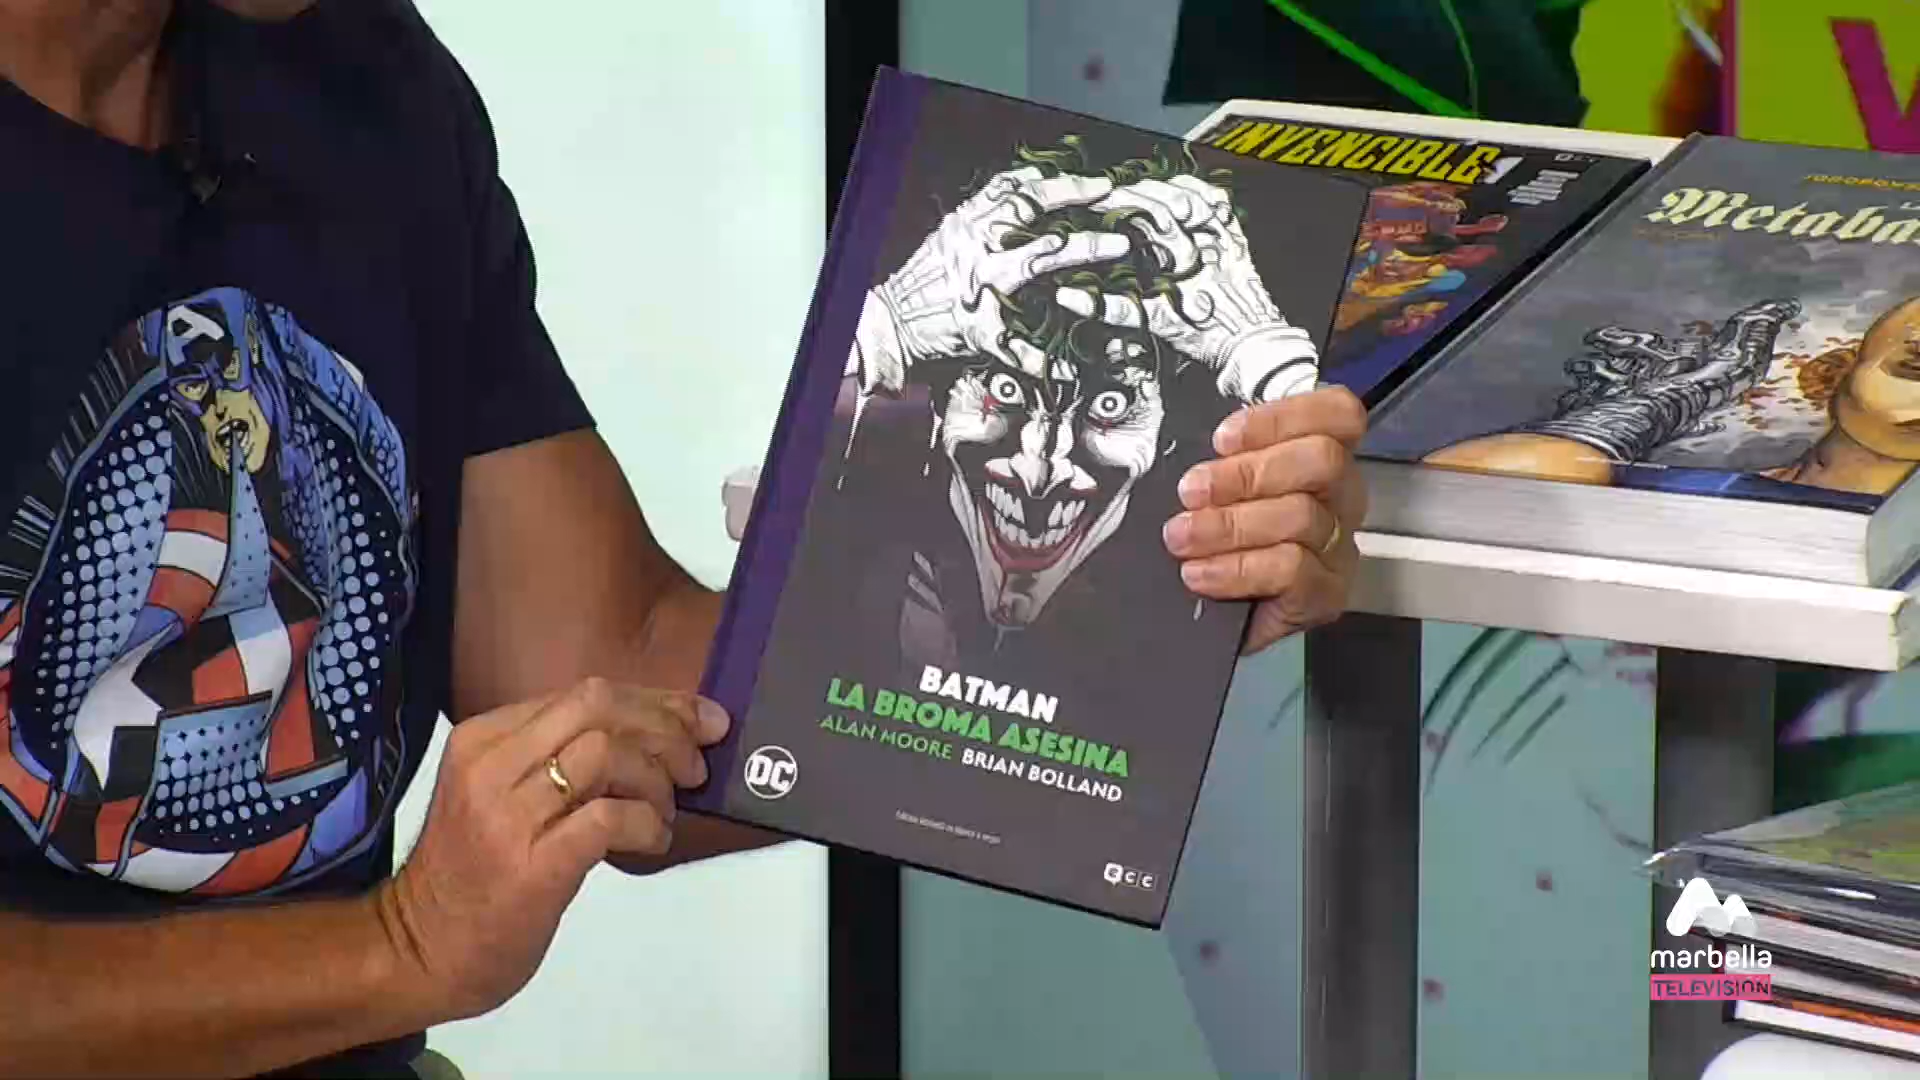 INVENCIBLE
Metaba
BATMAN
LA BROMA ASESINA
ALAN MOORE BRIAN BOLLAND
DC
ecc
A
V
marbella
TELEVISIÓN